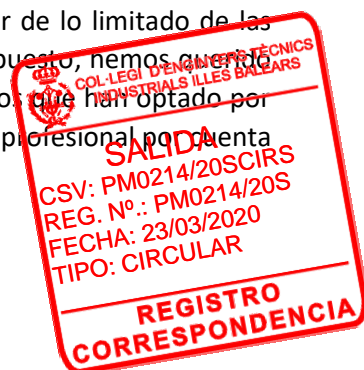 r de lo limitado de las
puesto, hemos querido
os que han optado por
profesional por cuenta
COL·LEGI D'ENGINYERS TÈCNICS
INDUSTRIALS ILLES BALEARS
SALIDA
CSV: PM0214/20SCIRS
REG. Nº.: PM0214/20S
FECHA: 23/03/2020
TIPO: CIRCULAR
REGISTRO
CORRESPONDENCIA